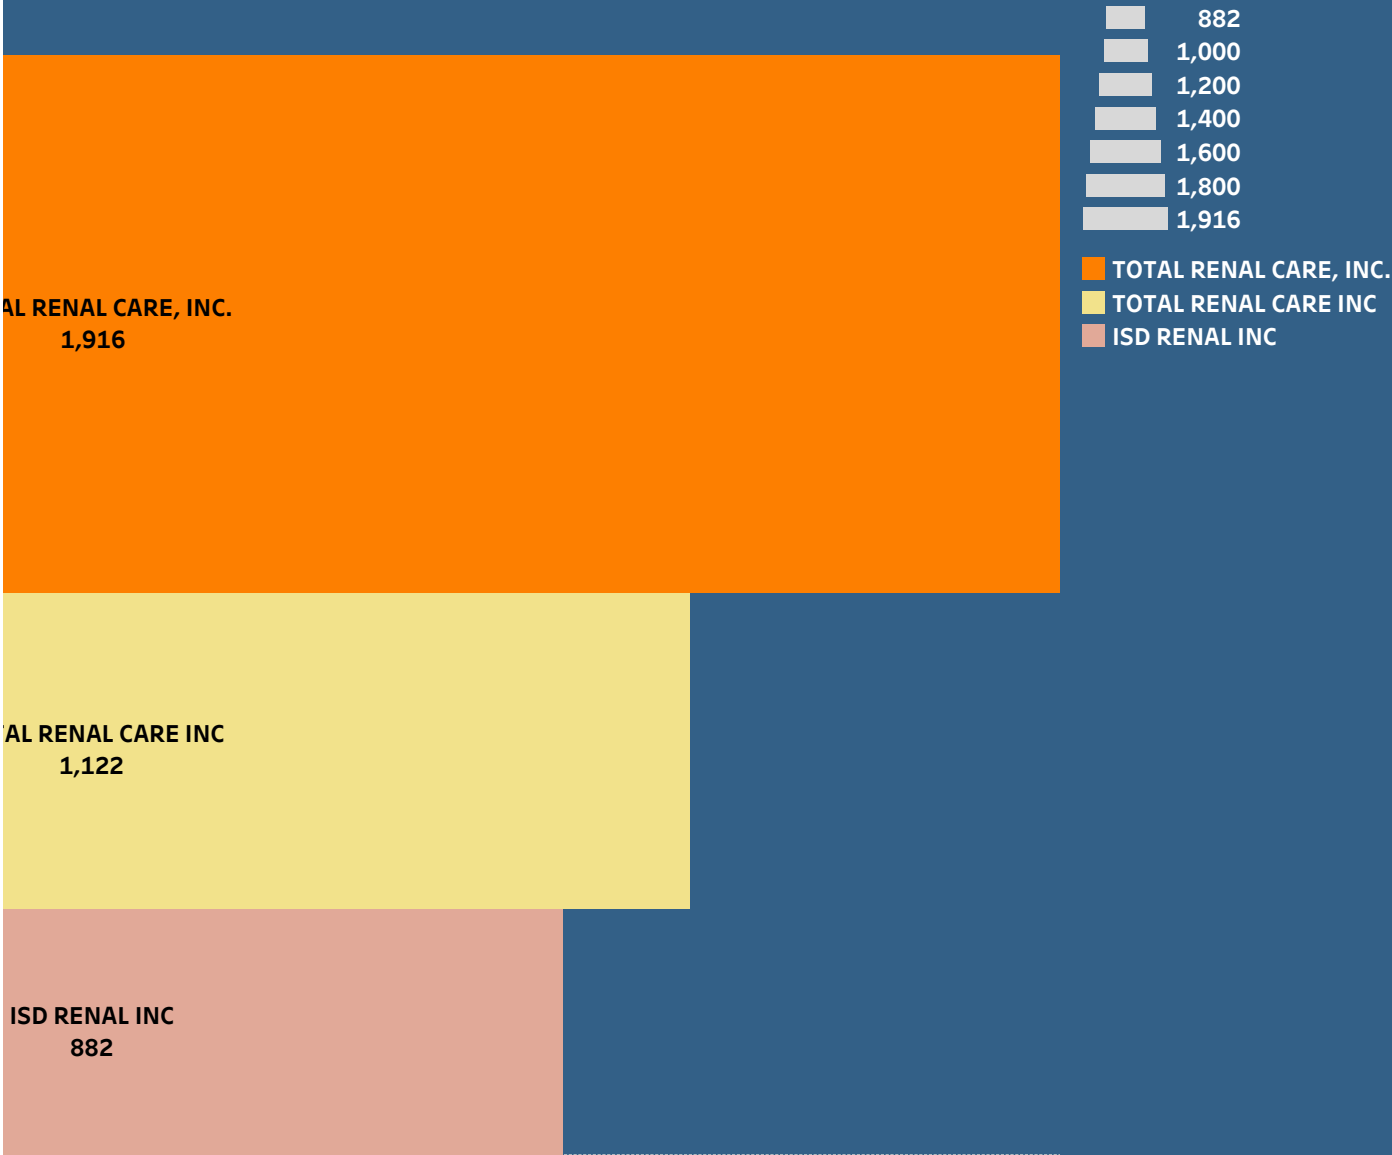 882
1,000
1,200
1,400
1,600
1,800
1,916
TOTAL RENAL CARE, INC.
TOTAL RENAL CARE INC
ISD RENAL INC
AL RENAL CARE, INC.
1,916
AL RENAL CARE INC
1,122
ISD RENAL INC
882